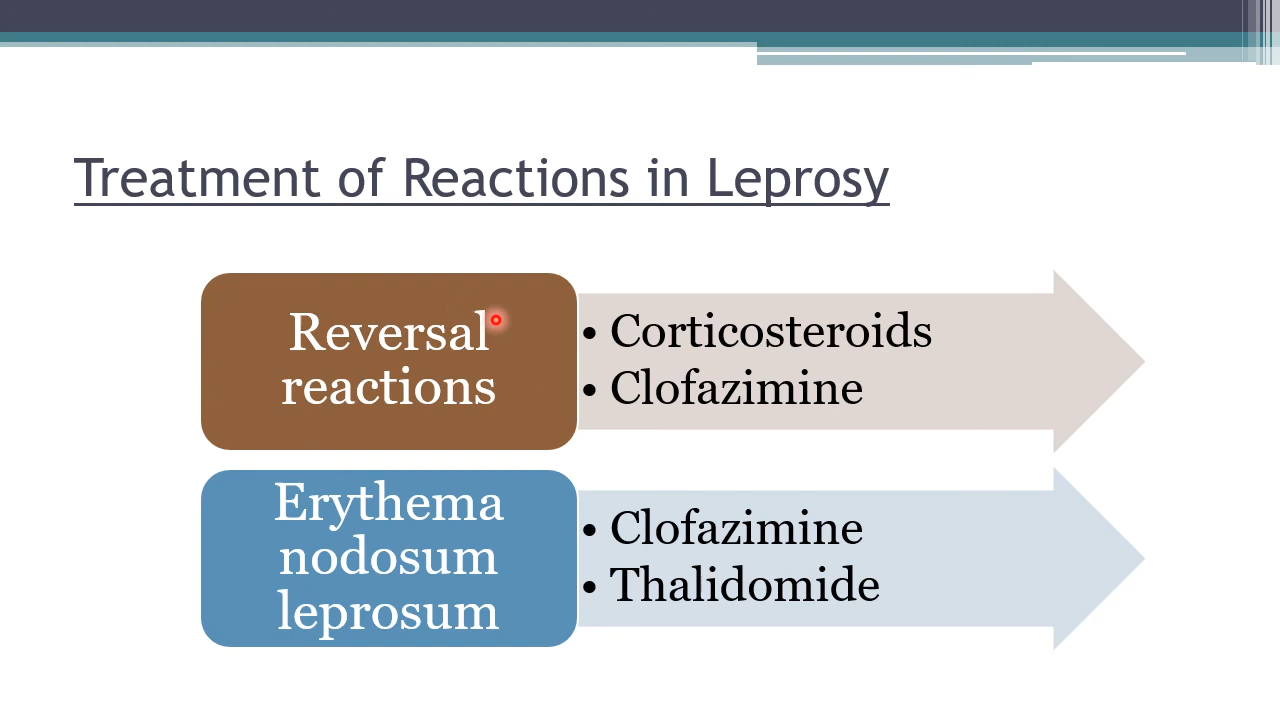 Treatment of Reactions in Leprosy
Reversal
reactions
• Corticosteroids
• Clofazimine
Erythema
nodosum
leprosum
• Clofazimine
• Thalidomide